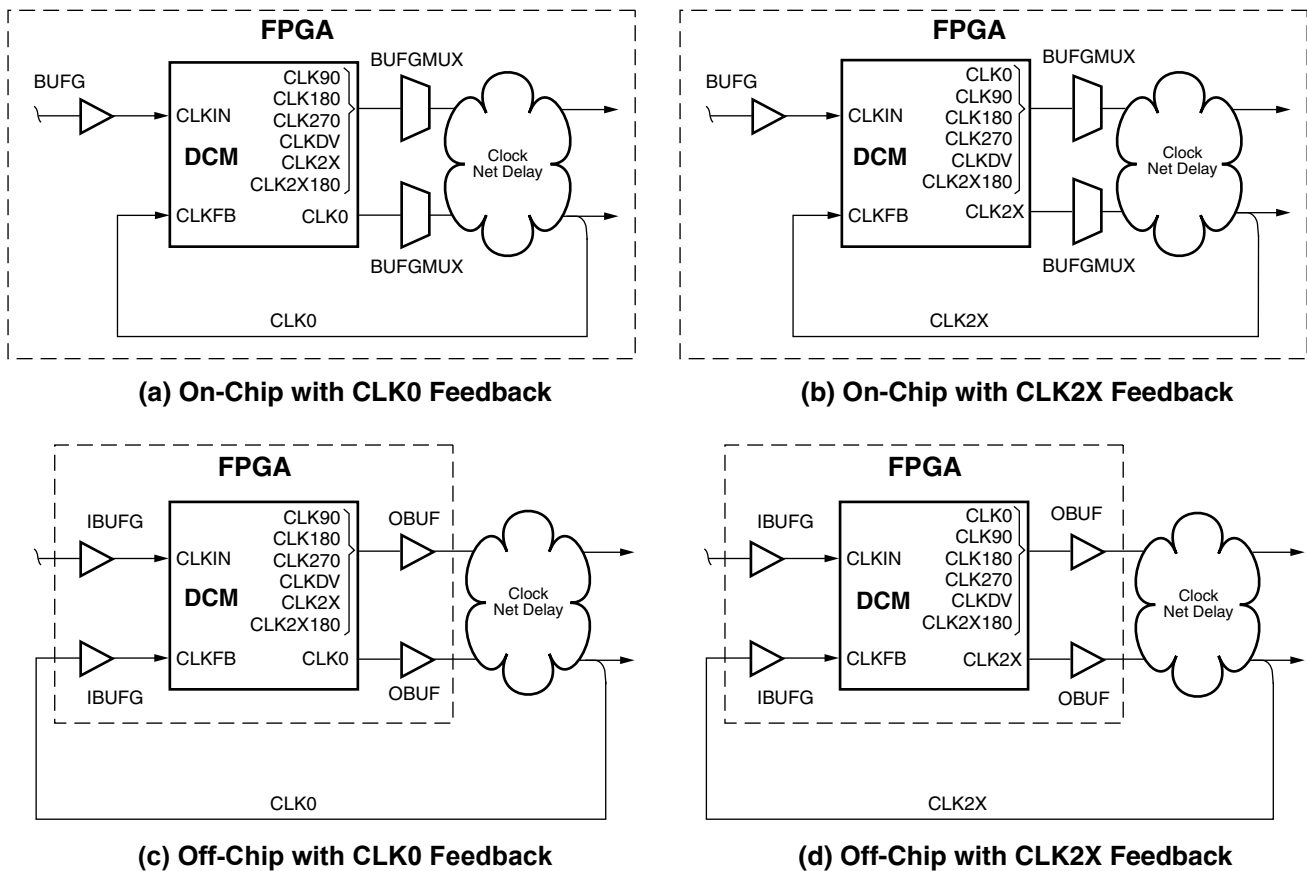 FPGA
BUFG
CLKIN
DCM
CLKFB
CLK90
CLK180
CLK270
CLKDV
CLK2X
CLK2X180
CLK0
BUFGMUX
BUFGMUX
Clock
Net Delay
CLK0
(a) On-Chip with CLK0 Feedback
FPGA
BUFG
CLKIN
DCM
CLKFB
CLK0
CLK90
CLK180
CLK270
CLKDV
CLK2X180
CLK2X
BUFGMUX
BUFGMUX
Clock
Net Delay
CLK2X
(b) On-Chip with CLK2X Feedback
FPGA
IBUFG
IBUFG
CLKIN
DCM
CLKFB
CLK90
CLK180
CLK270
CLKDV
CLK2X
CLK2X180
CLK0
OBUF
OBUF
Clock
Net Delay
CLK0
(c) Off-Chip with CLK0 Feedback
FPGA
IBUFG
IBUFG
CLKIN
DCM
CLKFB
CLK0
CLK90
CLK180
CLK270
CLKDV
CLK2X180
CLK2X
OBUF
OBUF
Clock
Net Delay
CLK2X
(d) Off-Chip with CLK2X Feedback